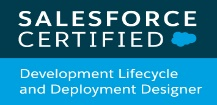 SALESFORCE
CERTIFIED
Development Lifecycle
and Deployment Designer